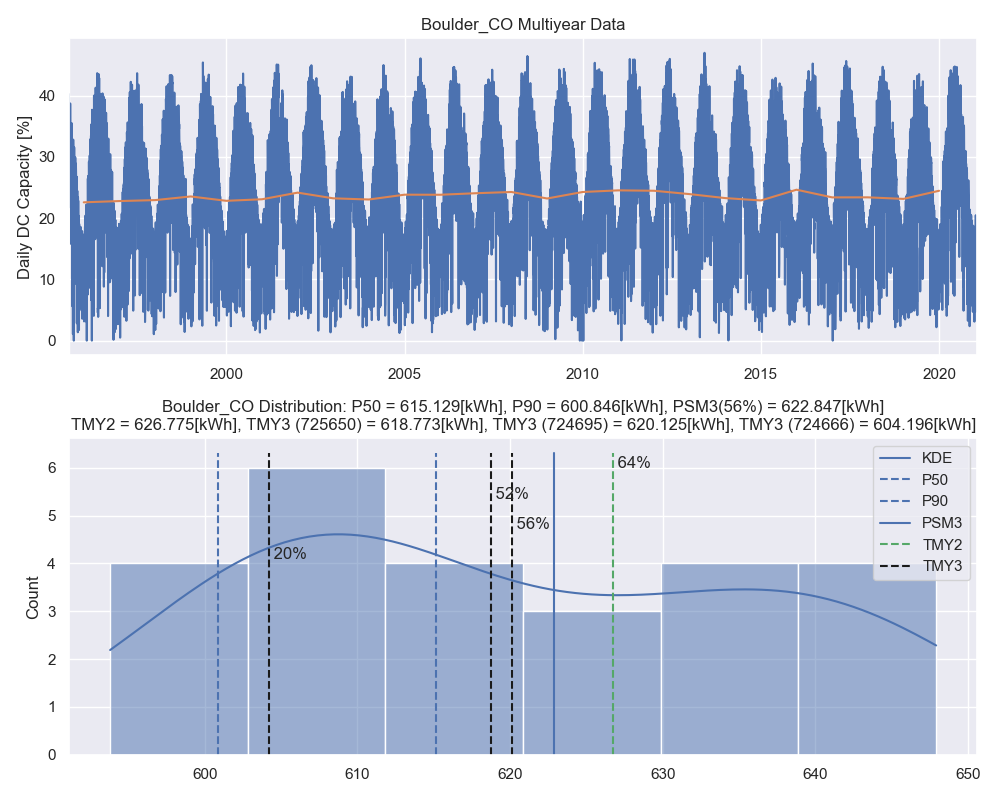 Boulder_CO Multiyear Data
Daily DC Capacity [%]
40
30
20
10
0
2000
2005
2010
2015
2020
Boulder_CO Distribution: P50 = 615.129[kWh], P90 = 600.846[kWh], PSM3(56%) = 622.847[kWh]
TMY2 = 626.775[kWh], TMY3 (725650) = 618.773[kWh], TMY3 (724695) = 620.125[kWh], TMY3 (724666) = 604.196[kWh]
Count
6
5
4
3
2
1
0
20%
52%
56%
64%
KDE
P50
P90
PSM3
TMY2
TMY3
600
610
620
630
640
650